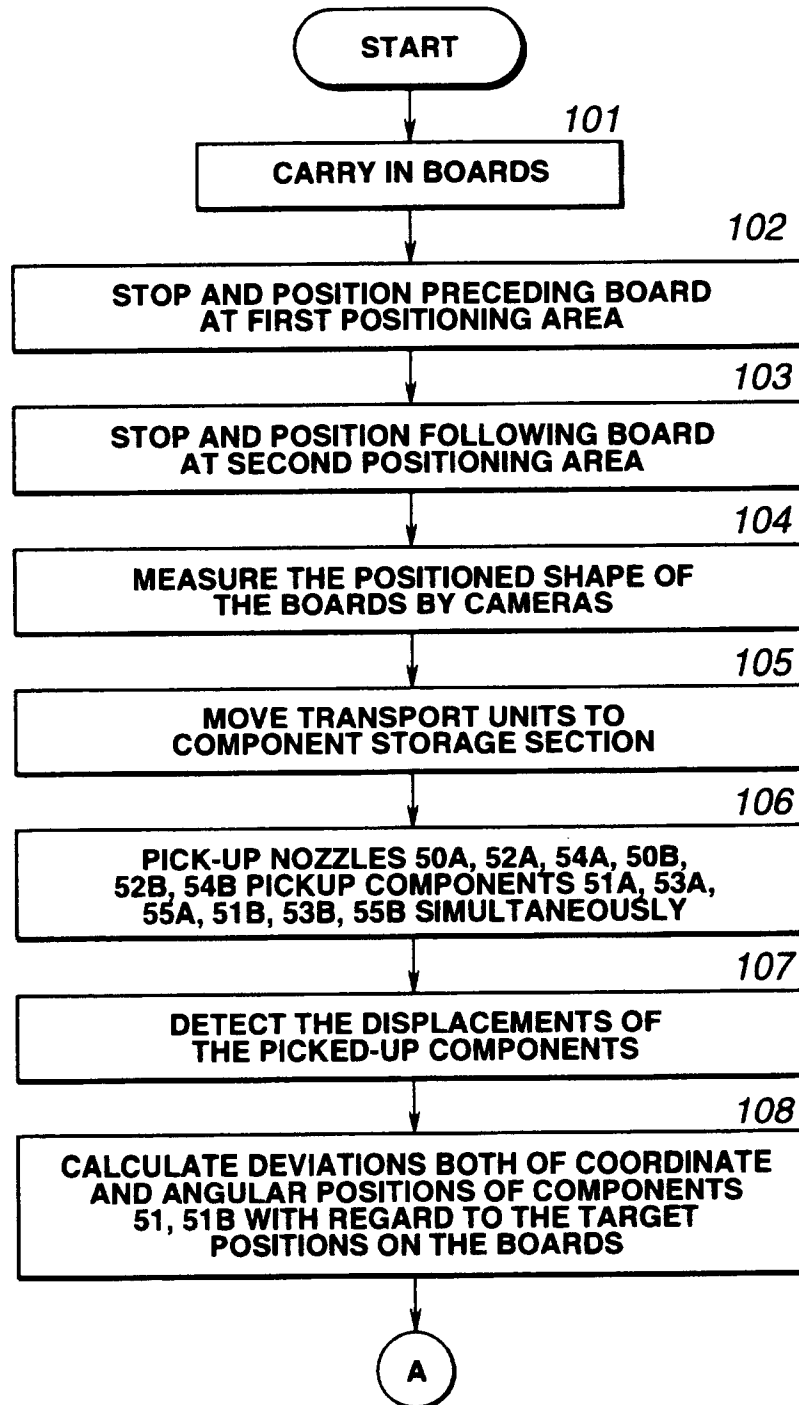 START
101
CARRY IN BOARDS
102
STOP AND POSITION PRECEDING BOARD
AT FIRST POSITIONING AREA
103
STOP AND POSITION FOLLOWING BOARD
AT SECOND POSITIONING AREA
104
MEASURE THE POSITIONED SHAPE OF
THE BOARDS BY CAMERAS
105
MOVE TRANSPORT UNITS TO
COMPONENT STORAGE SECTION
106
PICK-UP NOZZLES 50A, 52A, 54A, 50B,
52B, 54B PICKUP COMPONENTS 51A, 53A,
55A, 51B, 53B, 55B SIMULTANEOUSLY
107
DETECT THE DISPLACEMENTS OF
THE PICKED-UP COMPONENTS
108
CALCULATE DEVIATIONS BOTH OF COORDINATE
AND ANGULAR POSITIONS OF COMPONENTS
51, 51B WITH REGARD TO THE TARGET
POSITIONS ON THE BOARDS
A